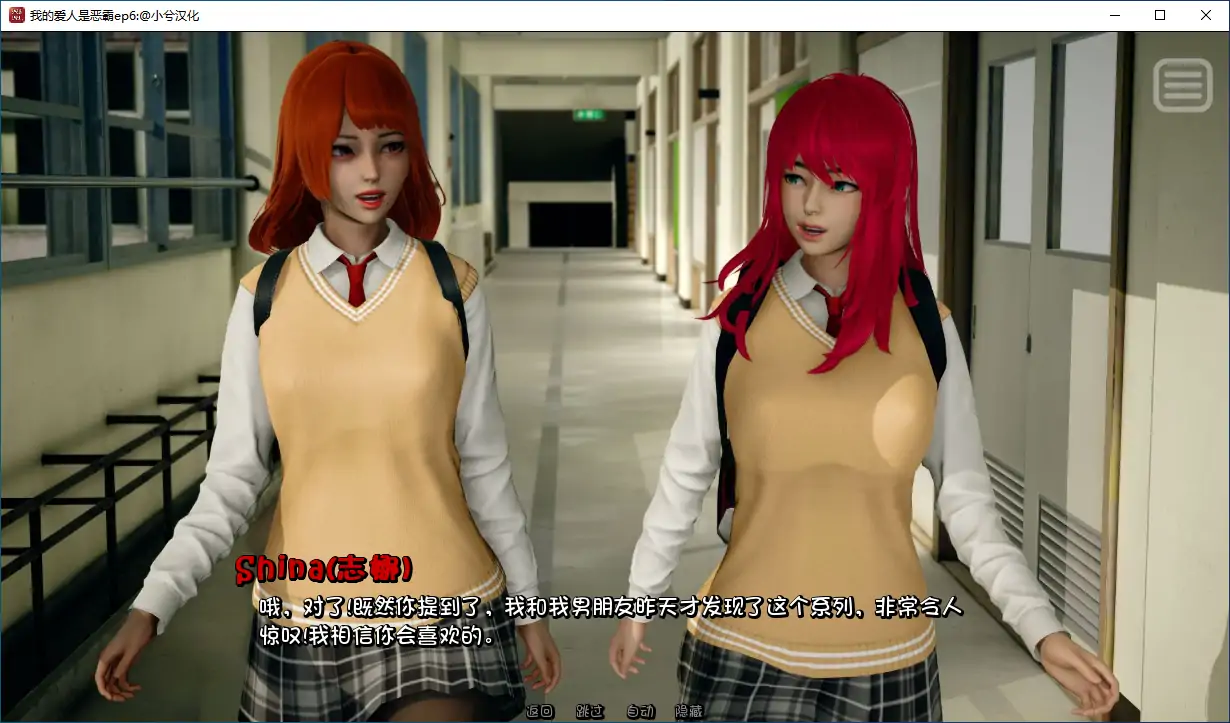 我的爱人是恶霸ep6:@小兮汉化
Shina(志娜)
哦，对了!既然你提到了，我和我男朋友昨天才发现了这个系列，非常令人
惊叹!我相信你会喜欢的。
返回 跳过 自动 隐藏